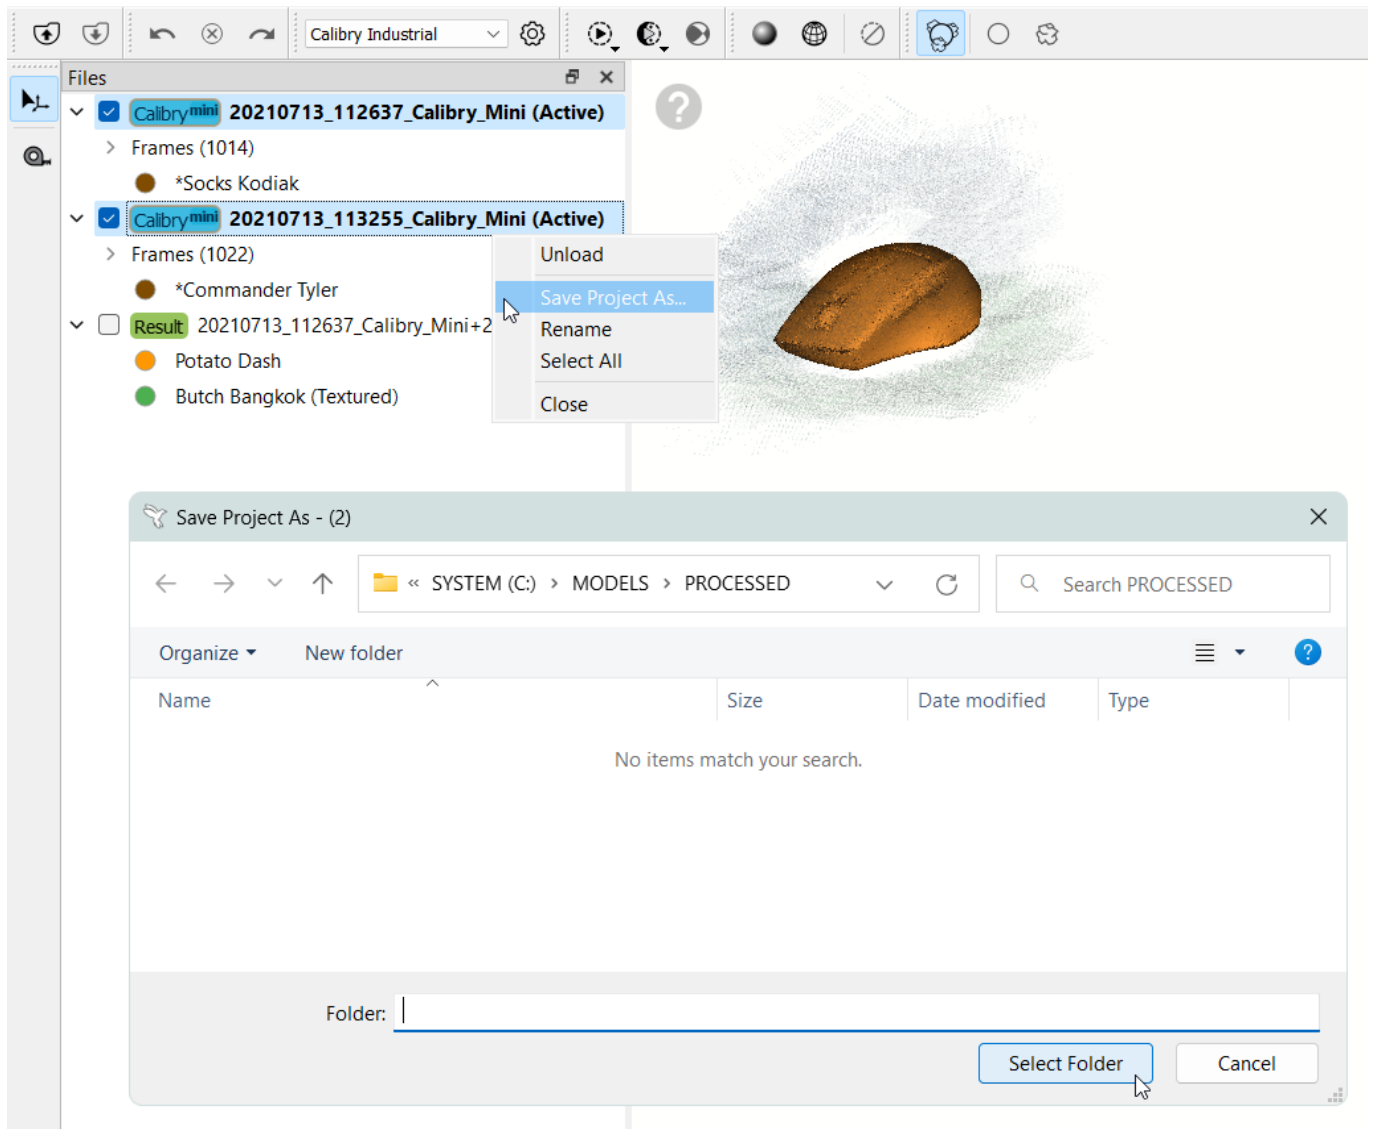 Calibry Industrial
Files
Calibry mini 20210713_112637_Calibry_Mini (Active)
Frames (1014)
*Socks Kodiak
Calibry mini 20210713_113255_Calibry_Mini (Active)
Frames (1022)
*Commander Tyler
Result 20210713_112637_Calibry_Mini+2
Potato Dash
Butch Bangkok (Textured)
Unload
Save Project As...
Rename
Select All
Close
?
Save Project As - (2)
« SYSTEM (C:) > MODELS > PROCESSED
Search PROCESSED
Organize
New folder
?
Name
Size
Date modified
Type
No items match your search.
Folder:
Select Folder
Cancel